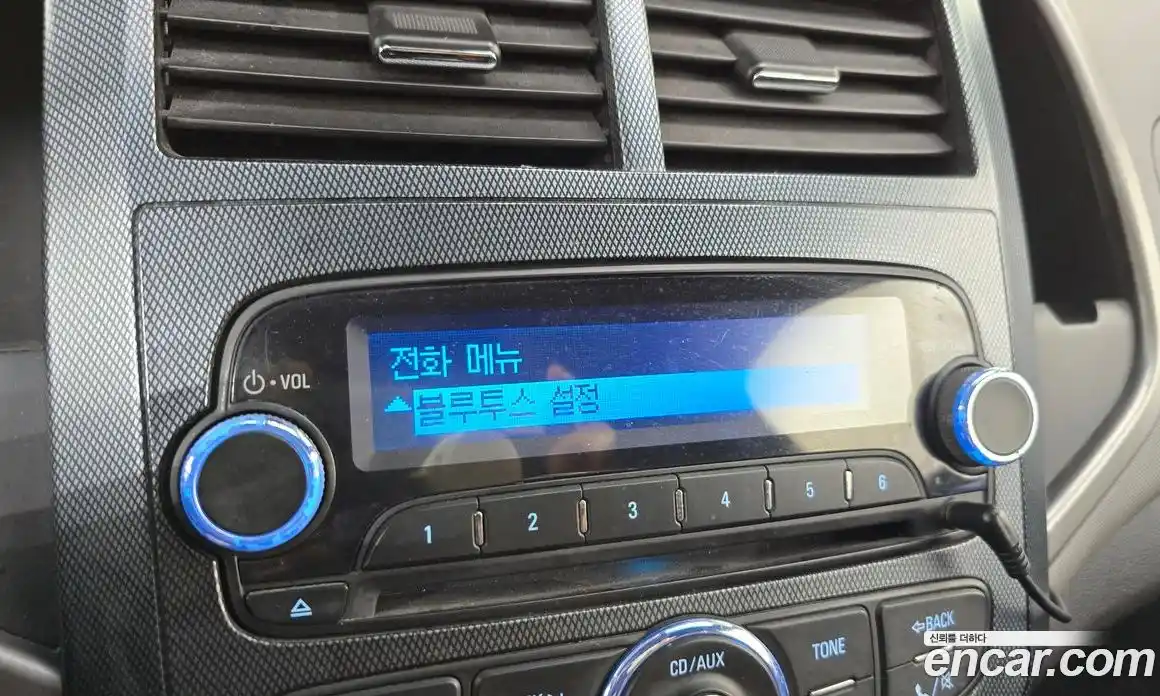 전화 메뉴
블루투스 설정
VOL
1 2 3 4 5 6
BACK
TONE
CD/AUX
신뢰를 더하다
encar.com